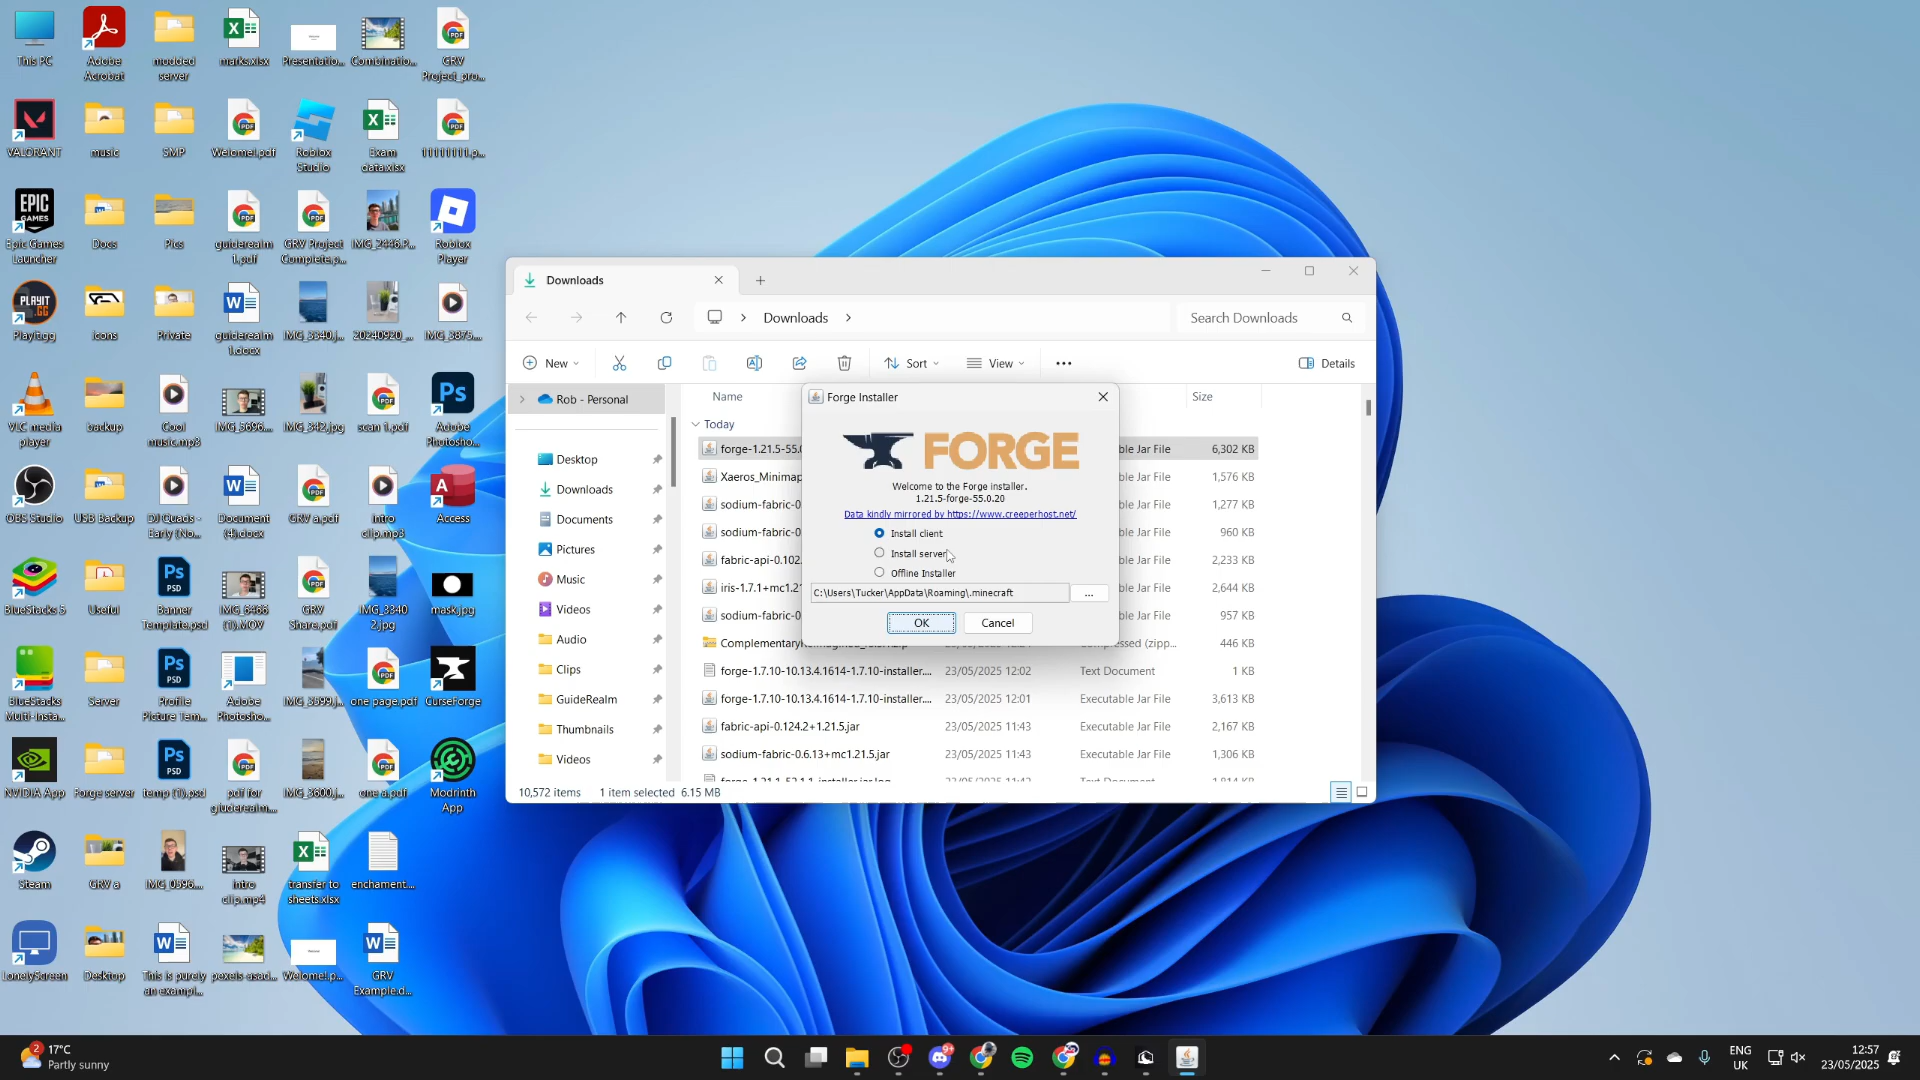 This PC
Adobe
Acrobat
modded
server
marks.xlsx
Presentatio...
Combinatio...
GRV
Project_pro...
VALORANT
music
SMP
Welome!.pdf
Roblox
Studio
Exam
data.xlsx
11111111.p...
EPIC
GAMES
Epic Games
Launcher
Docs
Pics
guiderealm
1.pdf
GRV Project
Complete.p...
IMG_2446.P...
Roblox
Player
PLAYIT
.GG
Playit.gg
icons
Private
guiderealm
1.docx
IMG_3340.j...
20240920_...
IMG_3875...
VLC media
player
backup
Cool
music.mp3
IMG_5696...
IMG_342.jpg
scan 1.pdf
Adobe
Photosho...
OBS Studio
USB Backup
DJ Quads -
Early (No...
Document
(4).docx
GRV a.pdf
Intro
clip.mp3
Access
BlueStacks 5
Useful
Banner
Template.psd
IMG_6466
(1).MOV
GRV
Share.pdf
IMG_3340
2.jpg
mask.jpg
BlueStacks
Multi-Insta...
Server
Profile
Picture Tem...
Adobe
Photosho...
IMG_3599.j...
one page.pdf
CurseForge
NVIDIA App
Forge server
temp (1).psd
pdf for
giuderealm...
IMG_3600.j...
one a.pdf
Modrinth
App
Steam
GRV a
IMG_0596...
Intro
clip.mp4
transfer to
sheets.xlsx
enchament...
LonelyScreen
Desktop
This is purely
an exampl...
pexels-asad...
Welome!.p...
GRV
Example.d...
Downloads
Downloads
Search Downloads
New
Sort
View
Details
Rob - Personal
Desktop
Downloads
Documents
Pictures
Music
Videos
Audio
Clips
GuideRealm
Thumbnails
Videos
Name
Size
Today
forge-1.21.5-55.0
ble Jar File 6,302 KB
Xaeros_Minimap
ble Jar File 1,576 KB
sodium-fabric-0
ble Jar File 1,277 KB
sodium-fabric-0
ble Jar File 960 KB
fabric-api-0.102.
ble Jar File 2,233 KB
iris-1.7.1+mc1.21
ble Jar File 2,644 KB
sodium-fabric-0
ble Jar File 957 KB
Compressed (zipp... 446 KB
forge-1.7.10-10.13.4.1614-1.7.10-installer.... 23/05/2025 12:02 Text Document 1 KB
forge-1.7.10-10.13.4.1614-1.7.10-installer.... 23/05/2025 12:01 Executable Jar File 3,613 KB
fabric-api-0.124.2+1.21.5.jar 23/05/2025 11:43 Executable Jar File 2,167 KB
sodium-fabric-0.6.13+mc1.21.5.jar 23/05/2025 11:43 Executable Jar File 1,306 KB
10,572 items 1 item selected 6.15 MB
Forge Installer
FORGE
Welcome to the Forge installer.
1.21.5-forge-55.0.20
Data kindly mirrored by https://www.creeperhost.net/
Install client
Install server
Offline Installer
C:\Users\Tucker\AppData\Roaming\.minecraft
...
OK
Cancel
2
17°C
Partly sunny
9+
ENG
UK
12:57
23/05/2025